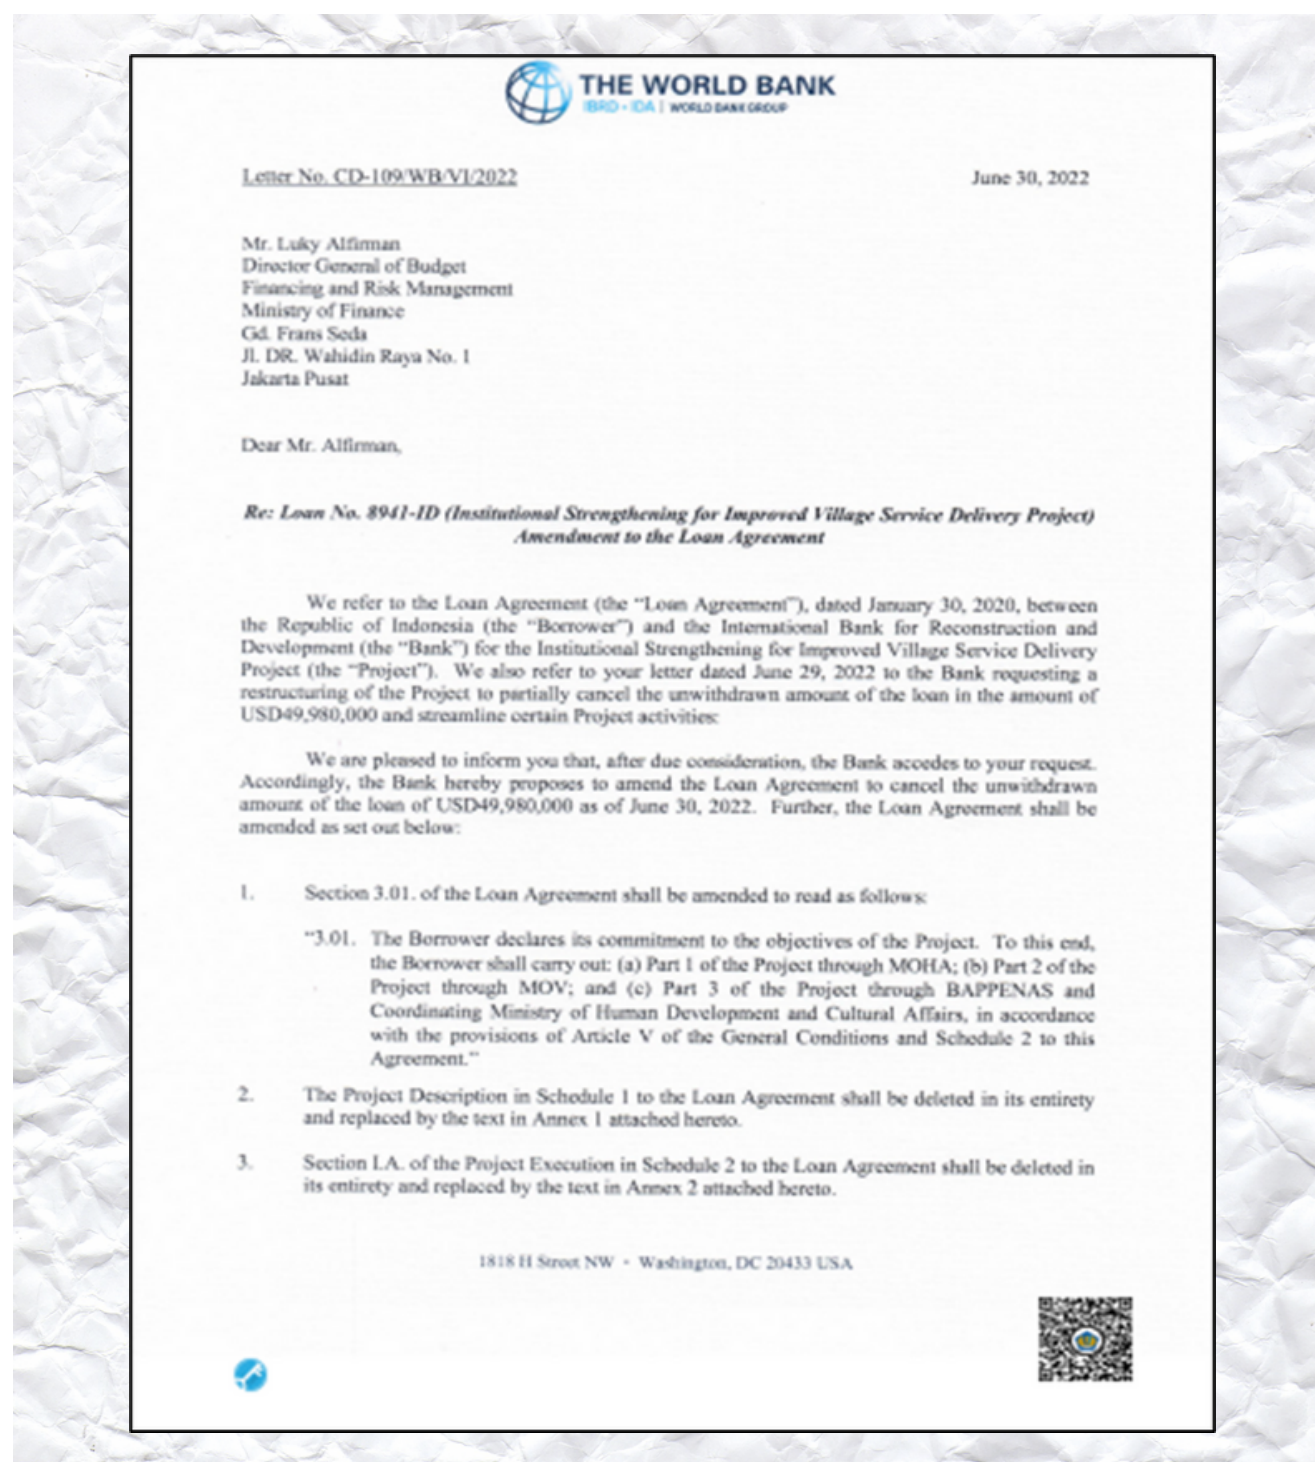 THE WORLD BANK
IBRD • IDA | WORLD BANK GROUP
Letter No. CD-109/WB/VI/2022
June 30, 2022
Mr. Luky Alfirman
Director General of Budget
Financing and Risk Management
Ministry of Finance
Gd. Frans Seda
Jl. DR. Wahidin Raya No. 1
Jakarta Pusat
Dear Mr. Alfirman,
Re: Loan No. 8941-ID (Institutional Strengthening for Improved Village Service Delivery Project)
Amendment to the Loan Agreement
We refer to the Loan Agreement (the “Loan Agreement”), dated January 30, 2020, between
the Republic of Indonesia (the “Borrower”) and the International Bank for Reconstruction and
Development (the “Bank”) for the Institutional Strengthening for Improved Village Service Delivery
Project (the “Project”). We also refer to your letter dated June 29, 2022 to the Bank requesting a
restructuring of the Project to partially cancel the unwithdrawn amount of the loan in the amount of
USD49,980,000 and streamline certain Project activities:
We are pleased to inform you that, after due consideration, the Bank accedes to your request.
Accordingly, the Bank hereby proposes to amend the Loan Agreement to cancel the unwithdrawn
amount of the loan of USD49,980,000 as of June 30, 2022. Further, the Loan Agreement shall be
amended as set out below:
1. Section 3.01. of the Loan Agreement shall be amended to read as follows:
“3.01. The Borrower declares its commitment to the objectives of the Project. To this end,
the Borrower shall carry out: (a) Part 1 of the Project through MOHA; (b) Part 2 of the
Project through MOV; and (c) Part 3 of the Project through BAPPENAS and
Coordinating Ministry of Human Development and Cultural Affairs, in accordance
with the provisions of Article V of the General Conditions and Schedule 2 to this
Agreement.”
2. The Project Description in Schedule 1 to the Loan Agreement shall be deleted in its entirety
and replaced by the text in Annex 1 attached hereto.
3. Section I.A. of the Project Execution in Schedule 2 to the Loan Agreement shall be deleted in
its entirety and replaced by the text in Annex 2 attached hereto.
1818 H Street NW • Washington, DC 20433 USA